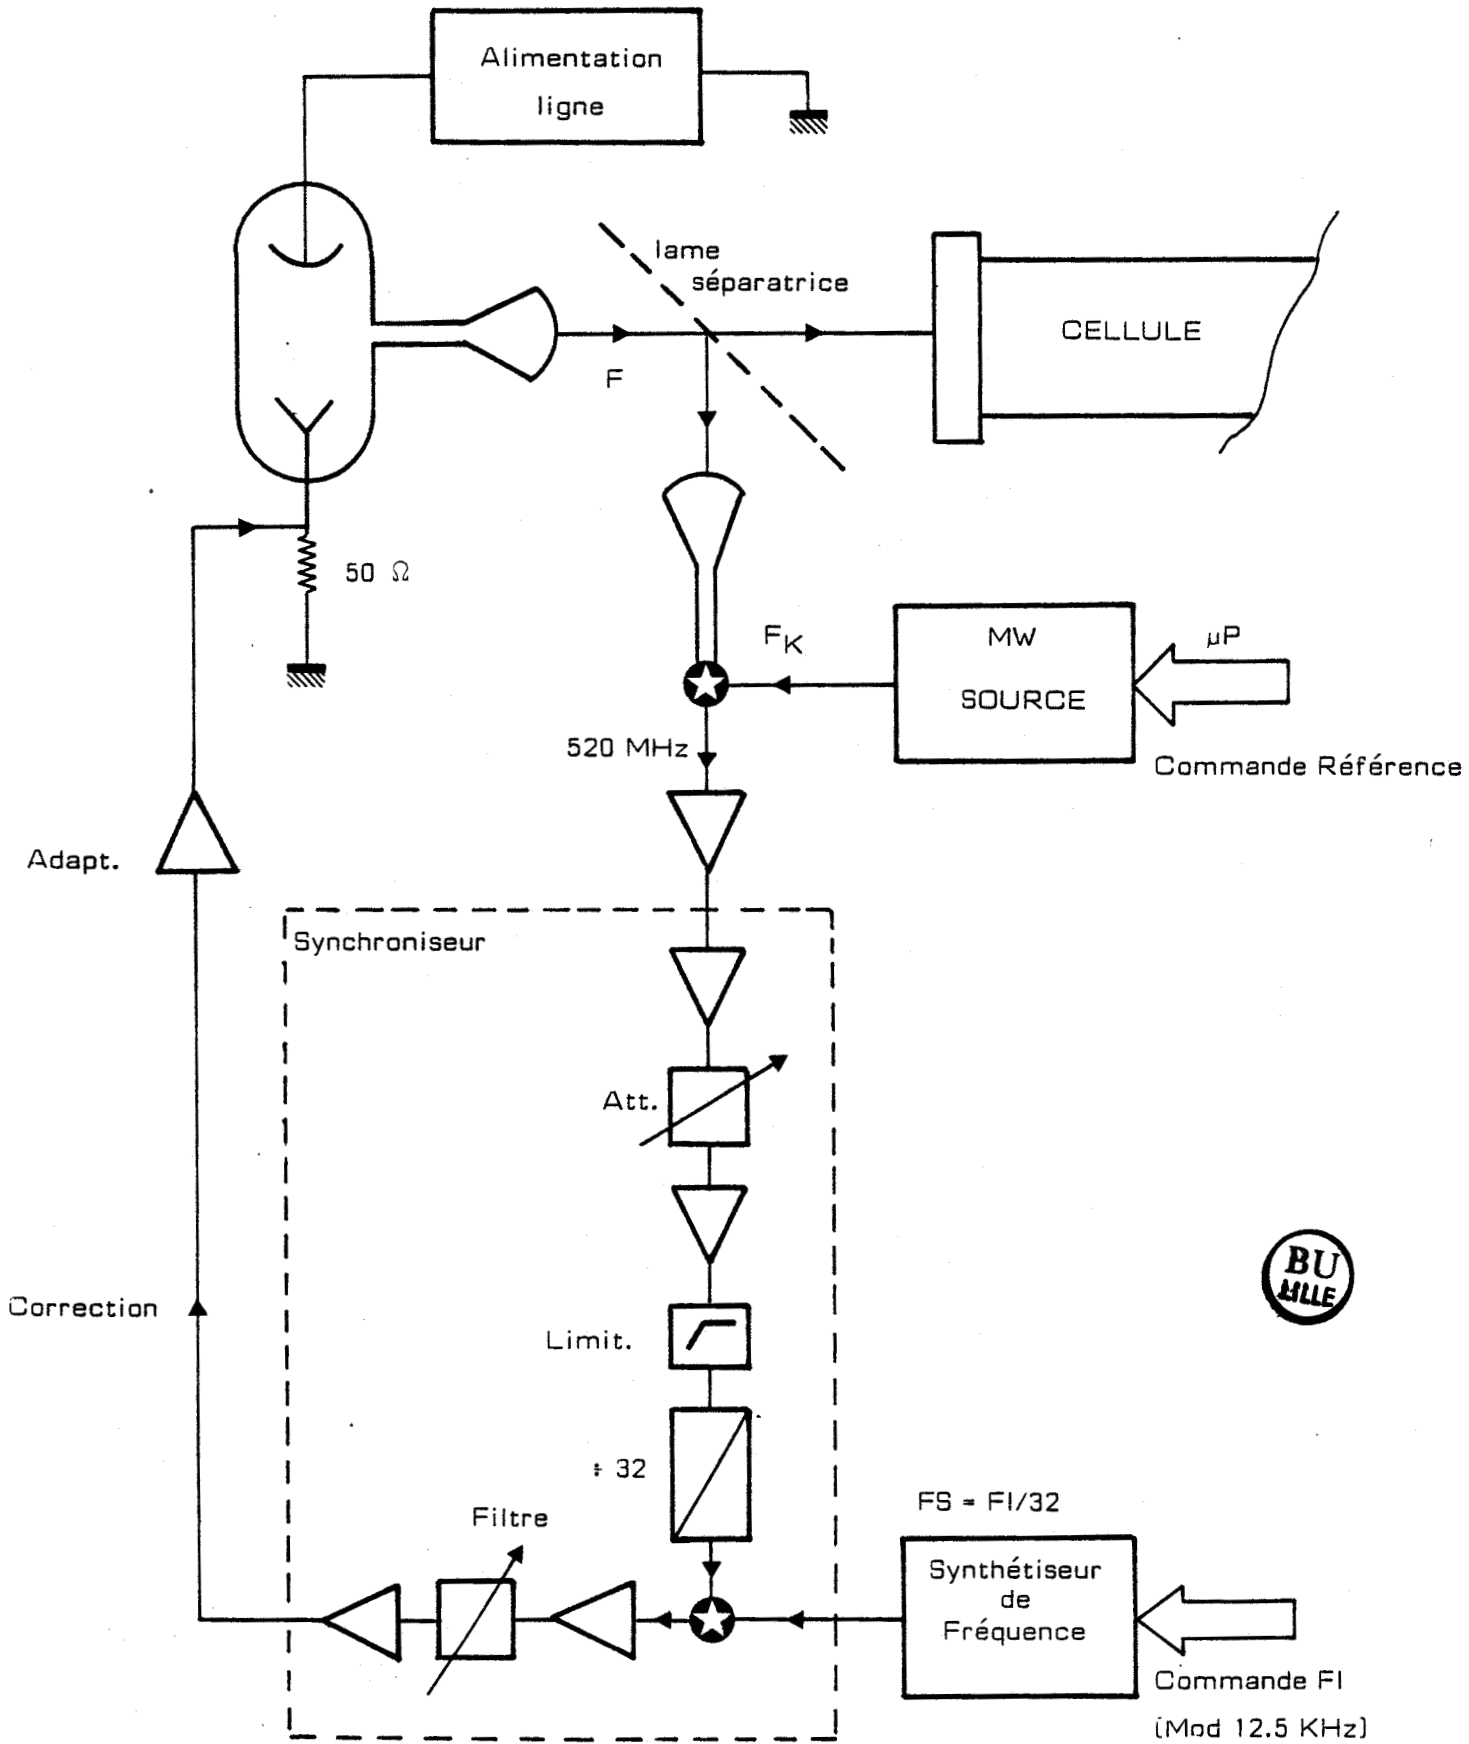 Alimentation
ligne
lame
séparatrice
F
CELLULE
50 Ω
FK
MW
SOURCE
µP
520 MHz
Commande Référence
Adapt.
Synchroniseur
Att.
Correction
Limit.
BU
LILLE
÷ 32
Filtre
FS = FI/32
Synthétiseur
de
Fréquence
Commande FI
(Mod 12.5 KHz)